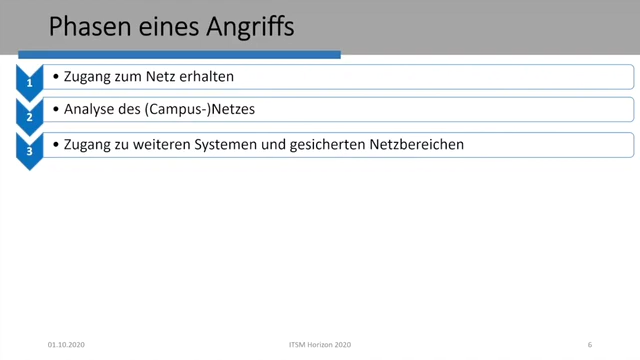 Phasen eines Angriffs
1
• Zugang zum Netz erhalten
2
• Analyse des (Campus-)Netzes
3
• Zugang zu weiteren Systemen und gesicherten Netzbereichen
01.10.2020
ITSM Horizon 2020
6